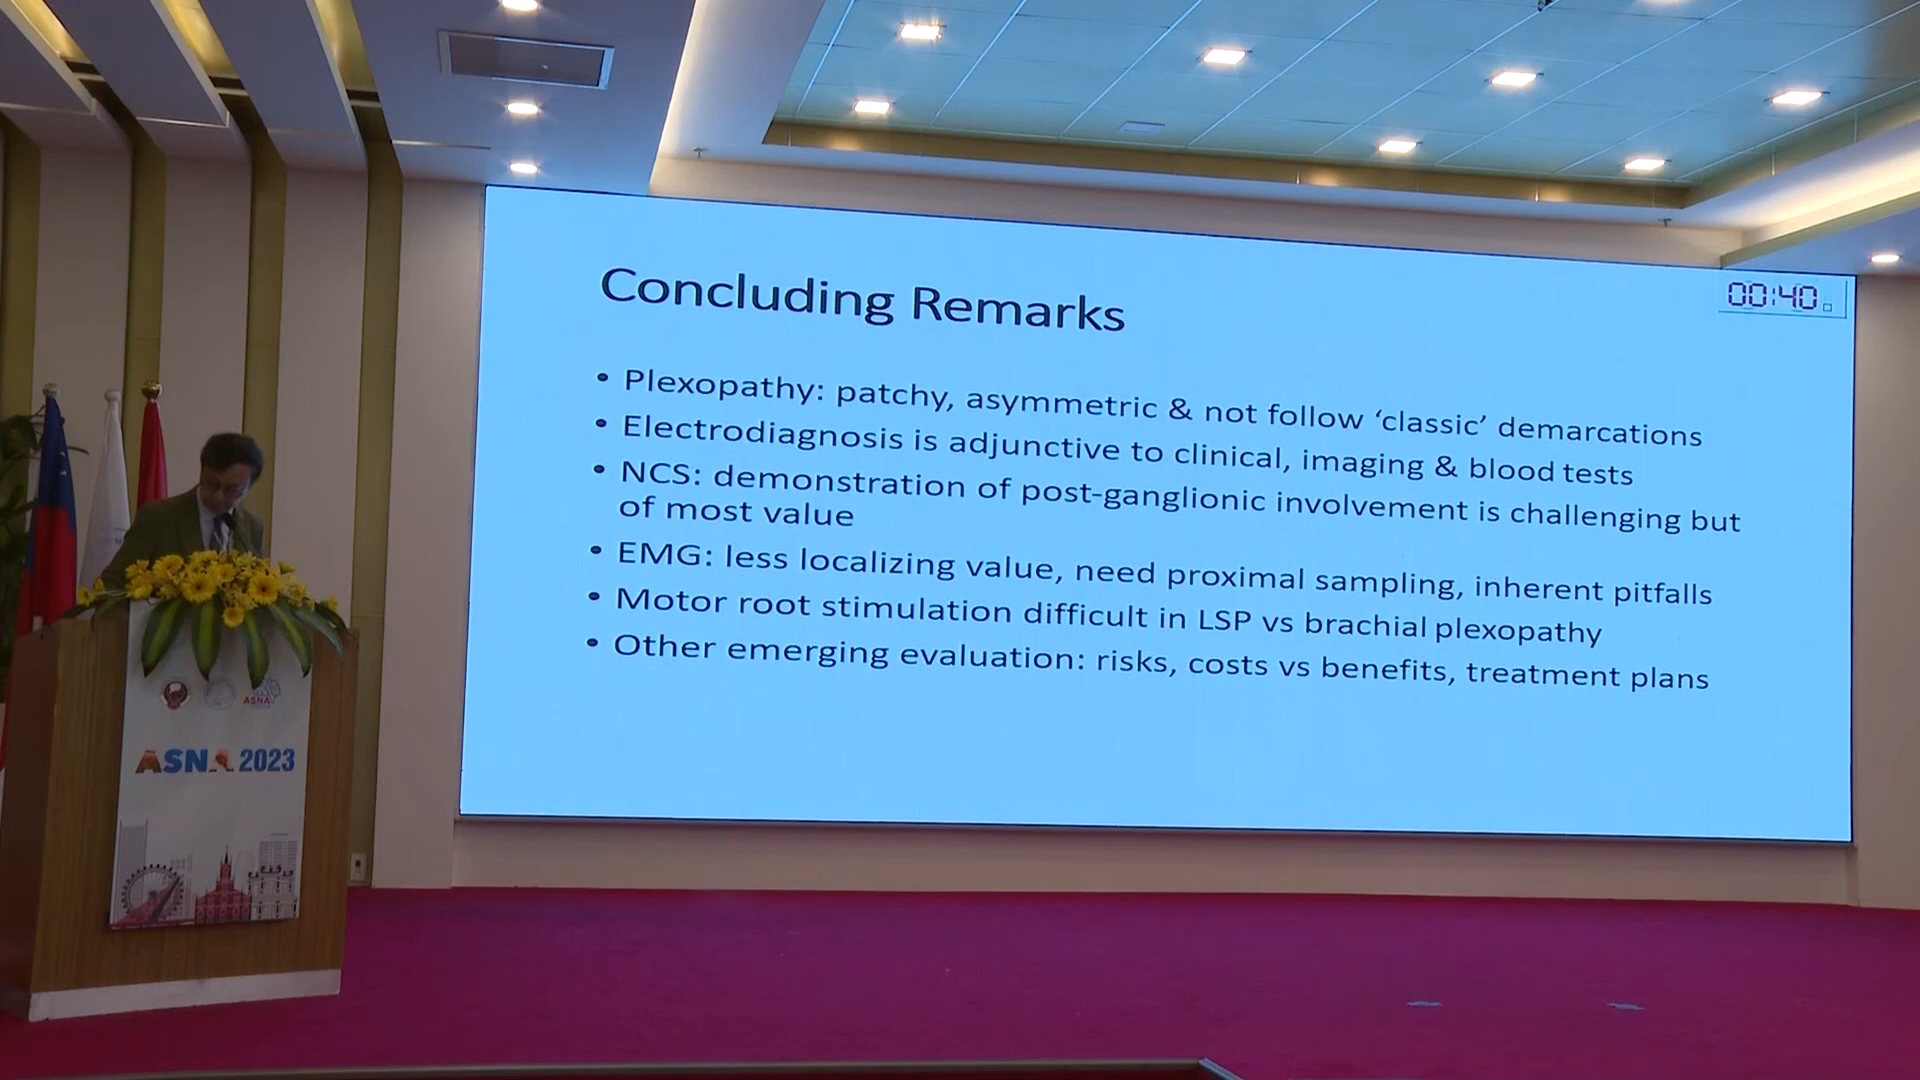 Concluding Remarks
00:40
• Plexopathy: patchy, asymmetric & not follow ‘classic’ demarcations
• Electrodiagnosis is adjunctive to clinical, imaging & blood tests
• NCS: demonstration of post-ganglionic involvement is challenging but
of most value
• EMG: less localizing value, need proximal sampling, inherent pitfalls
• Motor root stimulation difficult in LSP vs brachial plexopathy
• Other emerging evaluation: risks, costs vs benefits, treatment plans
ASNA
ASNA 2023